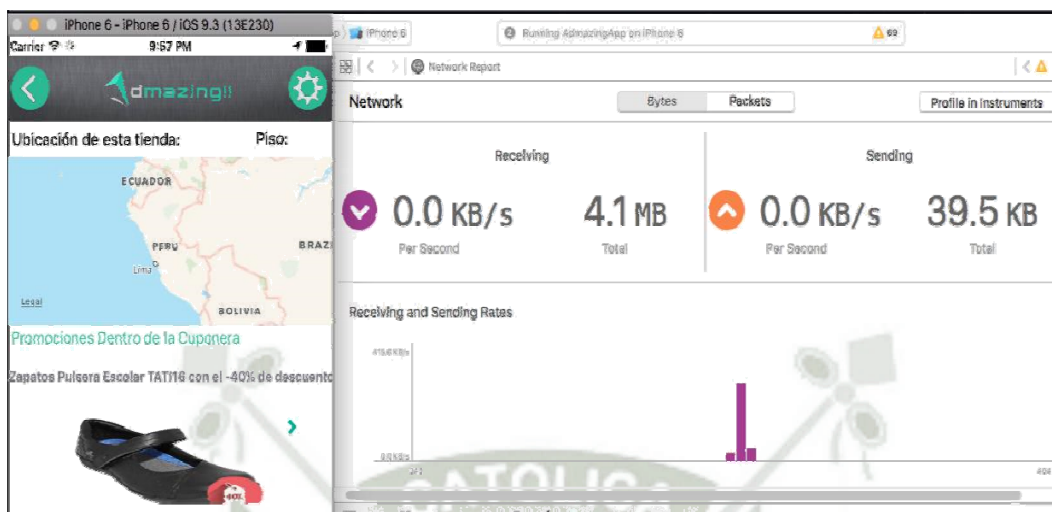 iPhone 6 - iPhone 6 / iOS 9.3 (13E230)
Carrier
9:57 PM
dmazing!!
Ubicación de esta tienda:
Piso:
ECUADOR
PERU
Lima
BRAZ
BOLIVIA
Legal
Promociones Dentro de la Cuponera
Zapatos Pulsera Escolar TATI16 con el -40% de descuento
iPhone 6
Running AdmazingApp on iPhone 6
Network Report
Network
Bytes
Packets
Profile in Instruments
Receiving
Sending
0.0 KB/s
4.1 MB
0.0 KB/s
39.5 KB
Per Second
Total
Per Second
Total
Receiving and Sending Rates
0.0 KB/s
CATOLICA